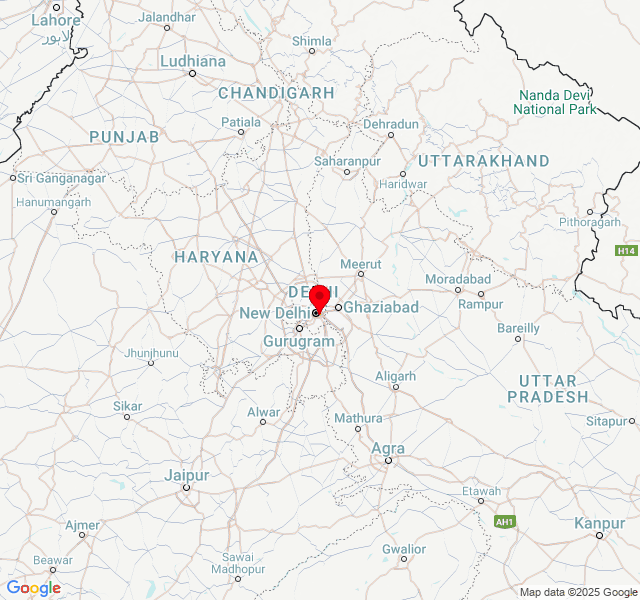 Lahore
لاہور
Jalandhar
Shimla
Ludhiana
CHANDIGARH
Nanda Devi
National Park
Patiala
PUNJAB
Dehradun
Saharanpur
UTTARAKHAND
Sri Ganganagar
Haridwar
Hanumangarh
Pithoragarh
H14
HARYANA
Meerut
Moradabad
DELHI
Rampur
New Delhi
Ghaziabad
Bareilly
Gurugram
Jhunjhunu
Aligarh
UTTAR
PRADESH
Sikar
Alwar
Mathura
Sitapur
Agra
Jaipur
Etawah
AH1
Kanpur
Ajmer
Gwalior
Beawar
Sawai
Madhopur
Google
Map data ©2025 Google